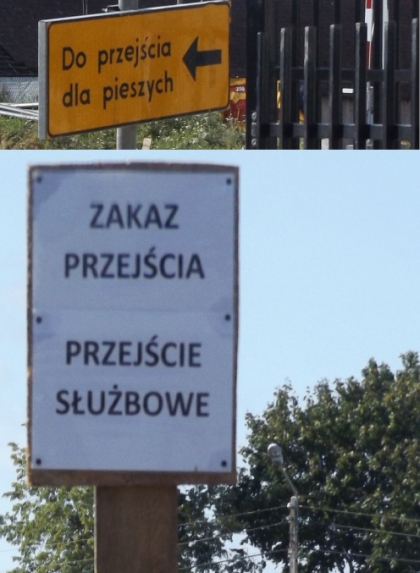 Do przejścia
dla pieszych
ZAKAZ
PRZEJŚCIA
PRZEJŚCIE
SŁUŻBOWE